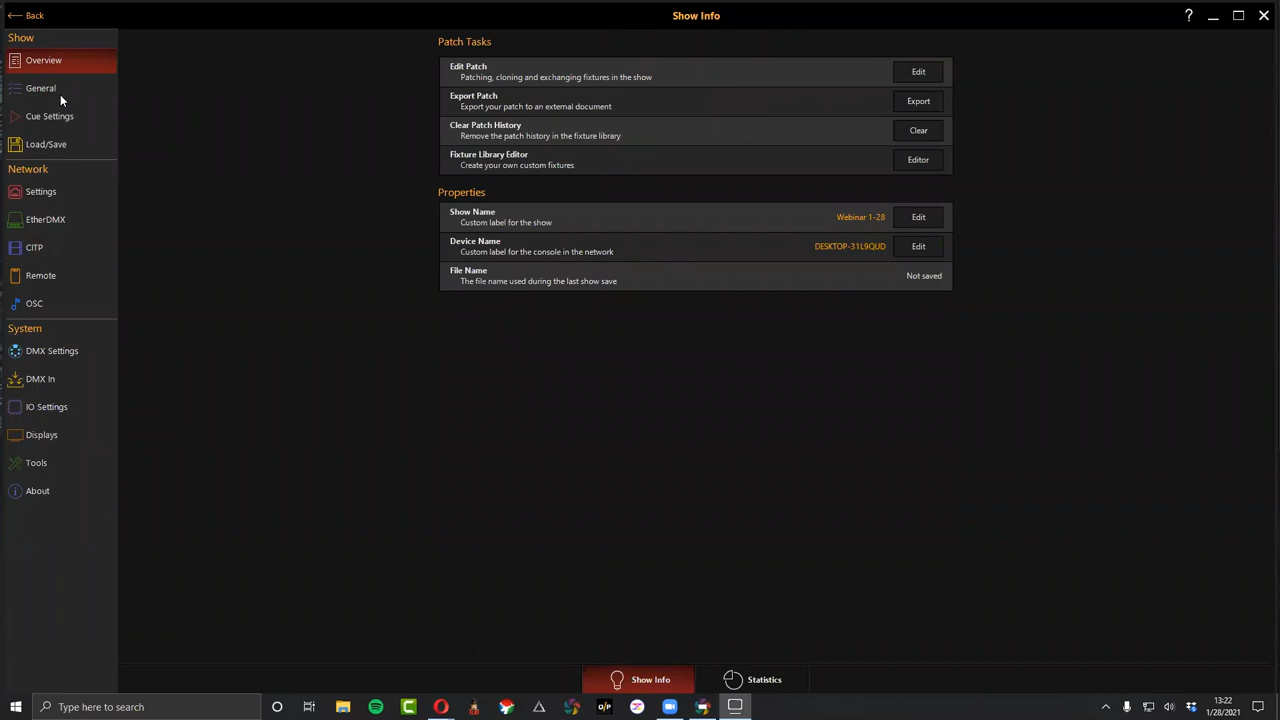 Back
Show Info
?
Show
Overview
General
Cue Settings
Load/Save
Network
Settings
EtherDMX
CITP
Remote
OSC
System
DMX Settings
DMX In
IO Settings
Displays
Tools
About
Patch Tasks
Edit Patch
Patching, cloning and exchanging fixtures in the show
Edit
Export Patch
Export your patch to an external document
Export
Clear Patch History
Remove the patch history in the fixture library
Clear
Fixture Library Editor
Create your own custom fixtures
Editor
Properties
Show Name
Custom label for the show
Webinar 1-28
Edit
Device Name
Custom label for the console in the network
DESKTOP-31L9QUD
Edit
File Name
The file name used during the last show save
Not saved
Show Info
Statistics
Type here to search
O/P
13:22
1/28/2021